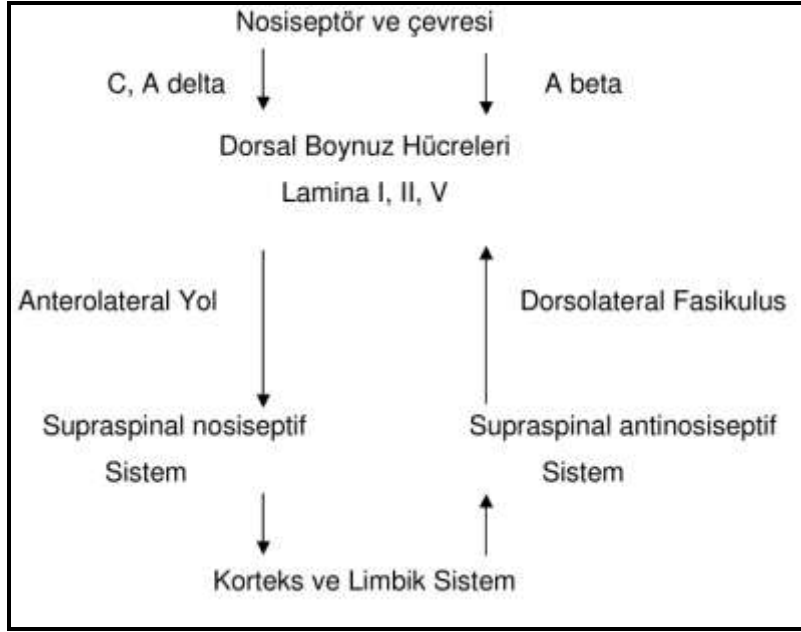 Nosiseptör ve çevresi
C, A delta
A beta
Dorsal Boynuz Hücreleri
Lamina I, II, V
Anterolateral Yol
Dorsolateral Fasikulus
Supraspinal nosiseptif
Sistem
Supraspinal antinosiseptif
Sistem
Korteks ve Limbik Sistem